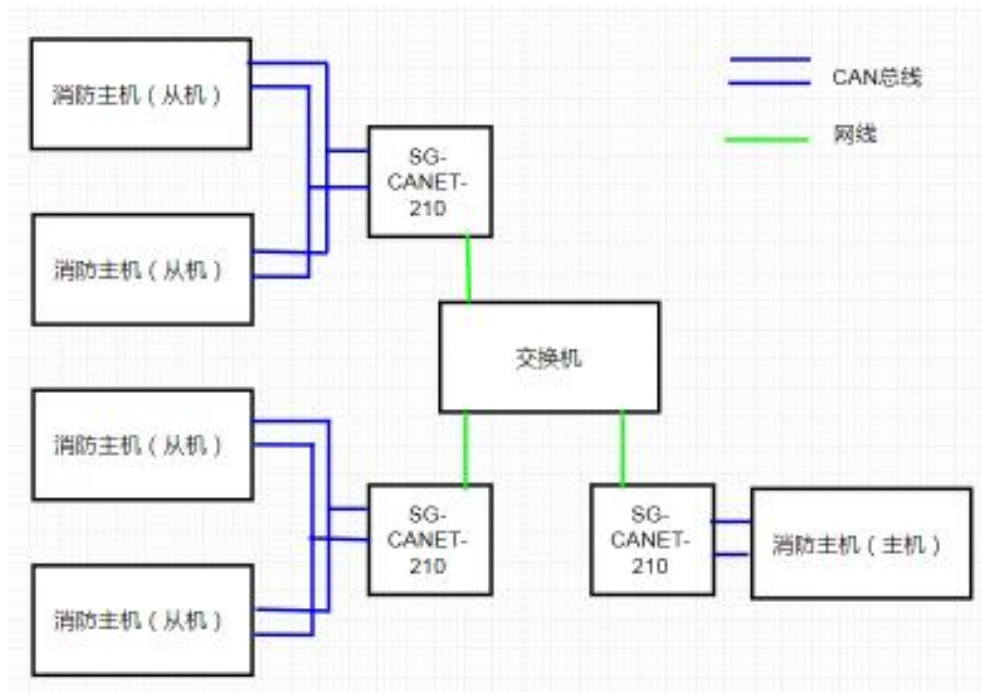 消防主机（从机）
CAN总线
网线
SG-
CANET-
210
消防主机（从机）
交换机
消防主机（从机）
SG-
CANET-
210
SG-
CANET-
210
消防主机（主机）
消防主机（从机）